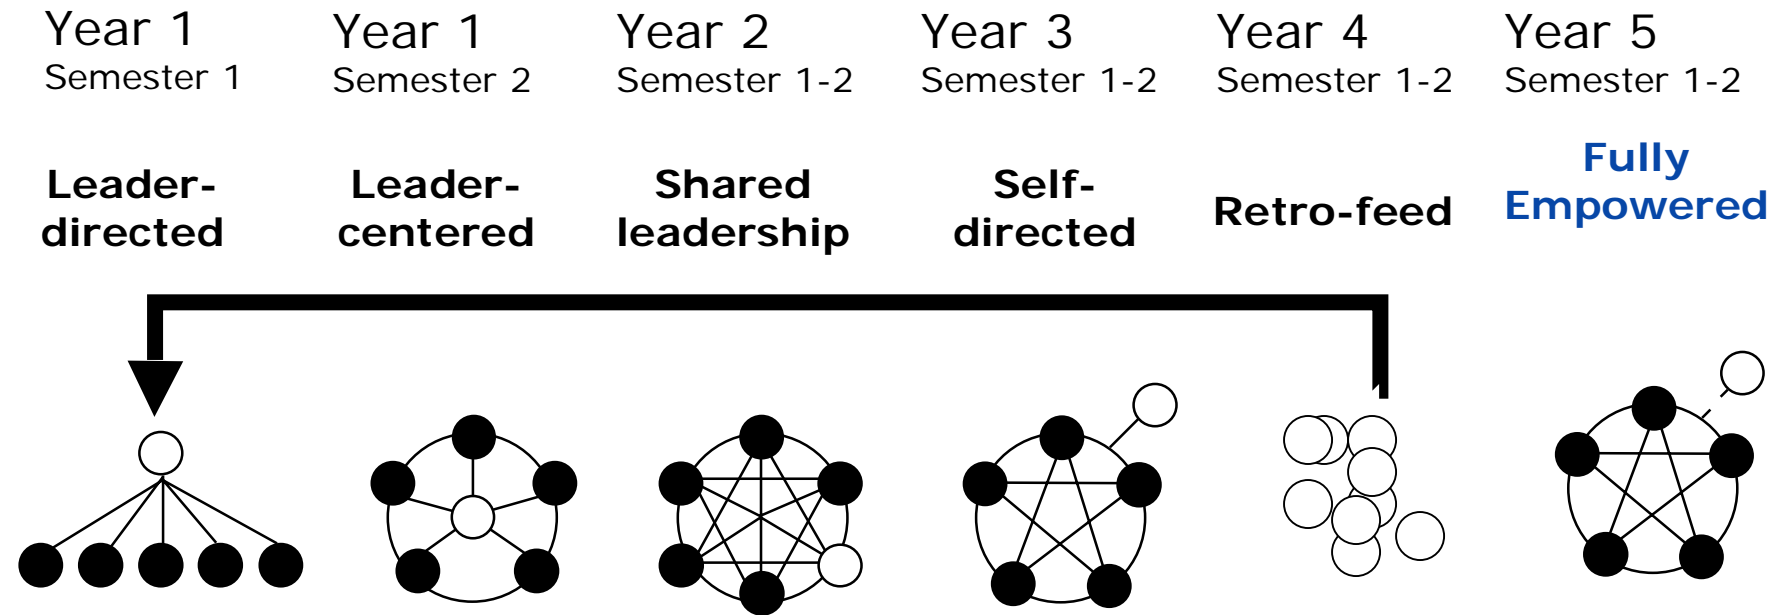 Year 1
Semester 1
Year 1
Semester 2
Year 2
Semester 1-2
Year 3
Semester 1-2
Year 4
Semester 1-2
Year 5
Semester 1-2
Leader-
directed
Leader-
centered
Shared
leadership
Self-
directed
Retro-feed
Fully
Empowered